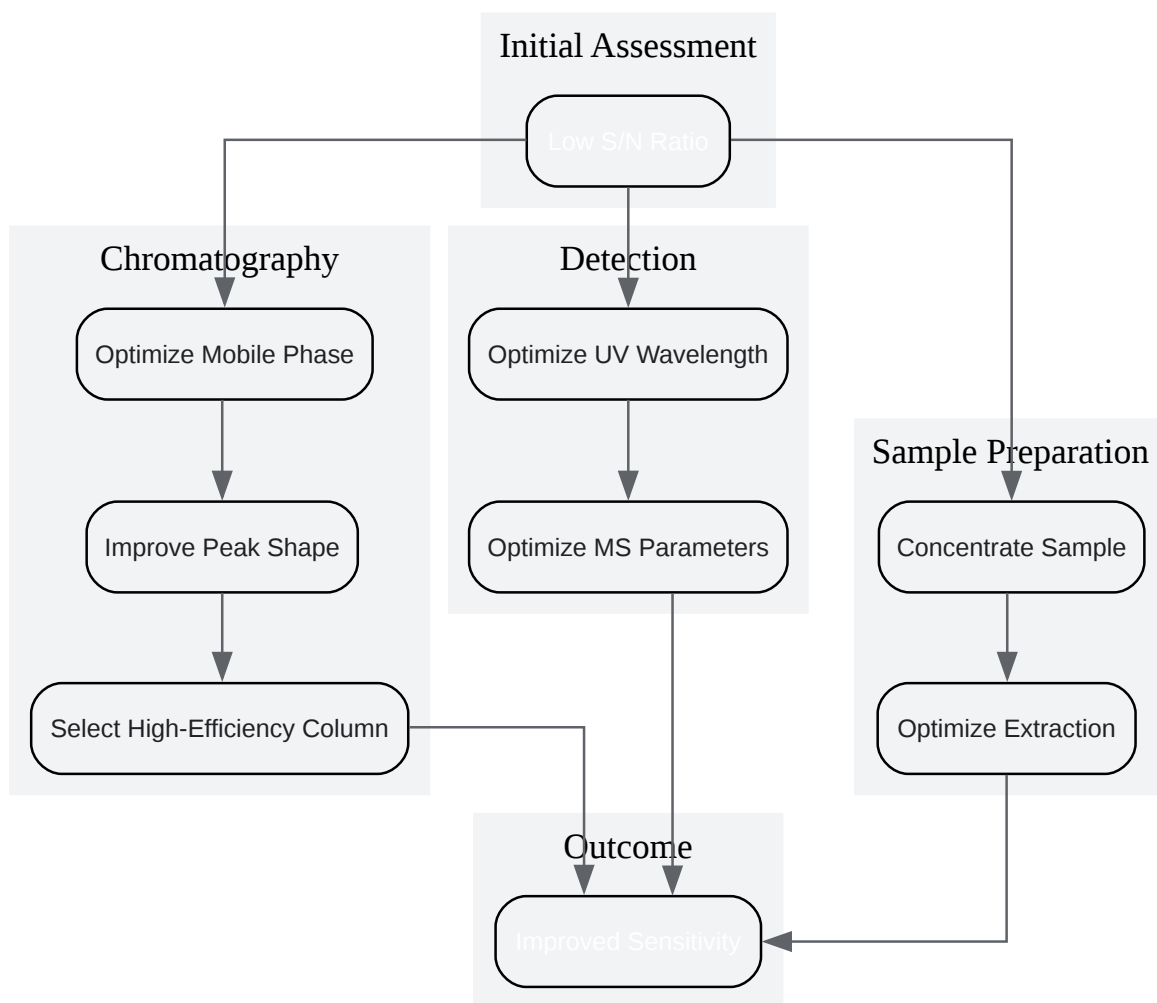 Initial Assessment
Low S/N Ratio
Chromatography
Optimize Mobile Phase
Improve Peak Shape
Select High-Efficiency Column
Detection
Optimize UV Wavelength
Optimize MS Parameters
Sample Preparation
Concentrate Sample
Optimize Extraction
Outcome
Improved Sensitivity